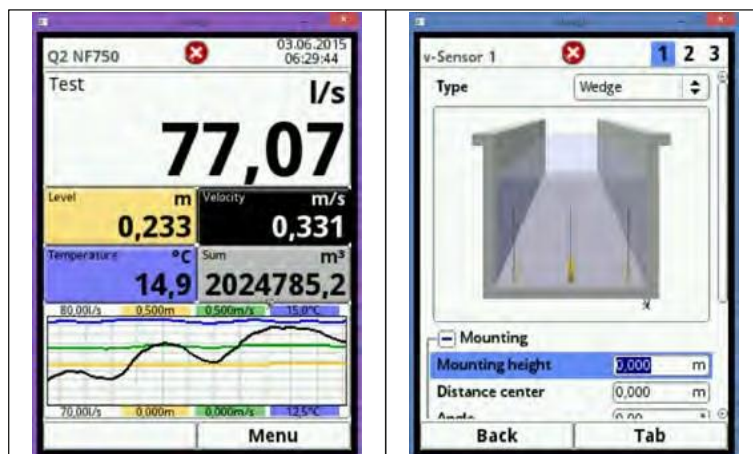 Q2 NF750
03.06.2015
06:29:44
Test
l/s
77,07
Level
m
Velocity
m/s
0,233
0,331
Temperature
°C
Sum
m³
14,9
2024785,2
80,00l/s
0,500m
0,500m/s
15,0°C
70,00l/s
0,000m
0,000m/s
12,5°C
Menu
v-Sensor 1
1 2 3
Type
Wedge
Mounting
Mounting height
0,000
m
Distance center
0,000
m
Angle
0,00
Back
Tab